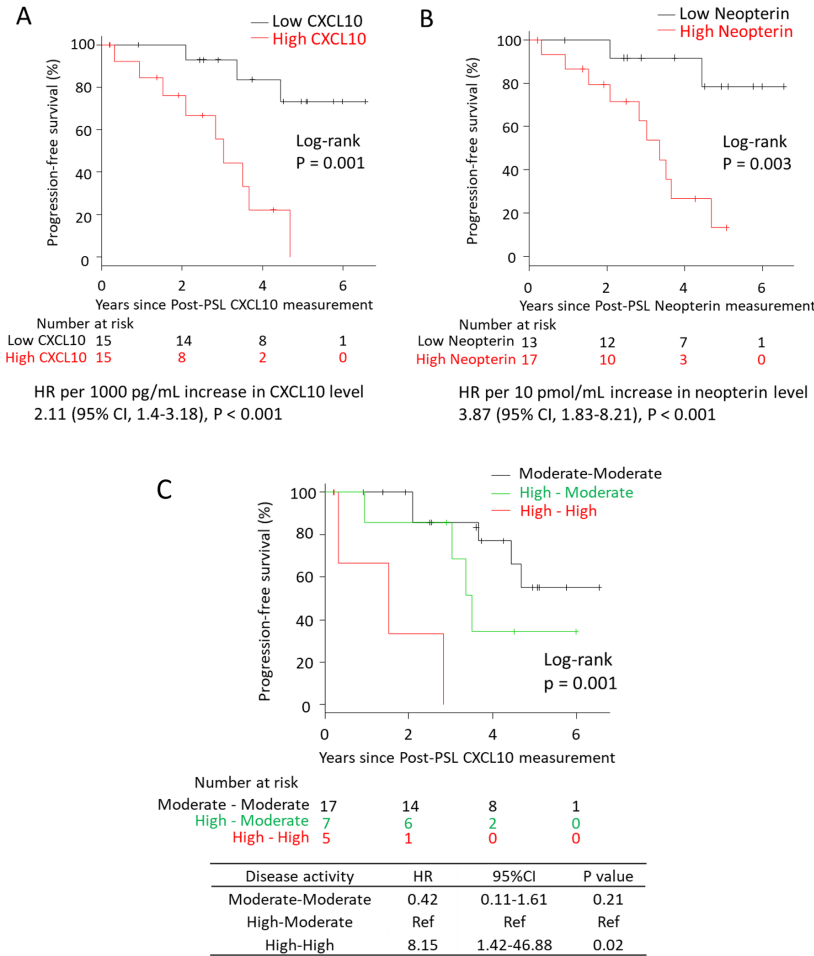 A
Low CXCL10
High CXCL10
Progression-free survival (%)
100
80
60
40
20
0
Log-rank
P = 0.001
0 2 4 6
Years since Post-PSL CXCL10 measurement
Number at risk
Low CXCL10 15 14 8 1
High CXCL10 15 8 2 0
HR per 1000 pg/mL increase in CXCL10 level
2.11 (95% CI, 1.4-3.18), P < 0.001
B
Low Neopterin
High Neopterin
Progression-free survival (%)
100
80
60
40
20
0
Log-rank
P = 0.003
0 2 4 6
Years since Post-PSL Neopterin measurement
Number at risk
Low Neopterin 13 12 7 1
High Neopterin 17 10 3 0
HR per 10 pmol/mL increase in neopterin level
3.87 (95% CI, 1.83-8.21), P < 0.001
C
Moderate-Moderate
High - Moderate
High - High
Progression-free survival (%)
100
80
60
40
20
0
Log-rank
p = 0.001
0 2 4 6
Years since Post-PSL CXCL10 measurement
Number at risk
Moderate - Moderate 17 14 8 1
High - Moderate 7 6 2 0
High - High 5 1 0 0
Disease activity HR 95%CI P value
Moderate-Moderate 0.42 0.11-1.61 0.21
High-Moderate Ref Ref Ref
High-High 8.15 1.42-46.88 0.02